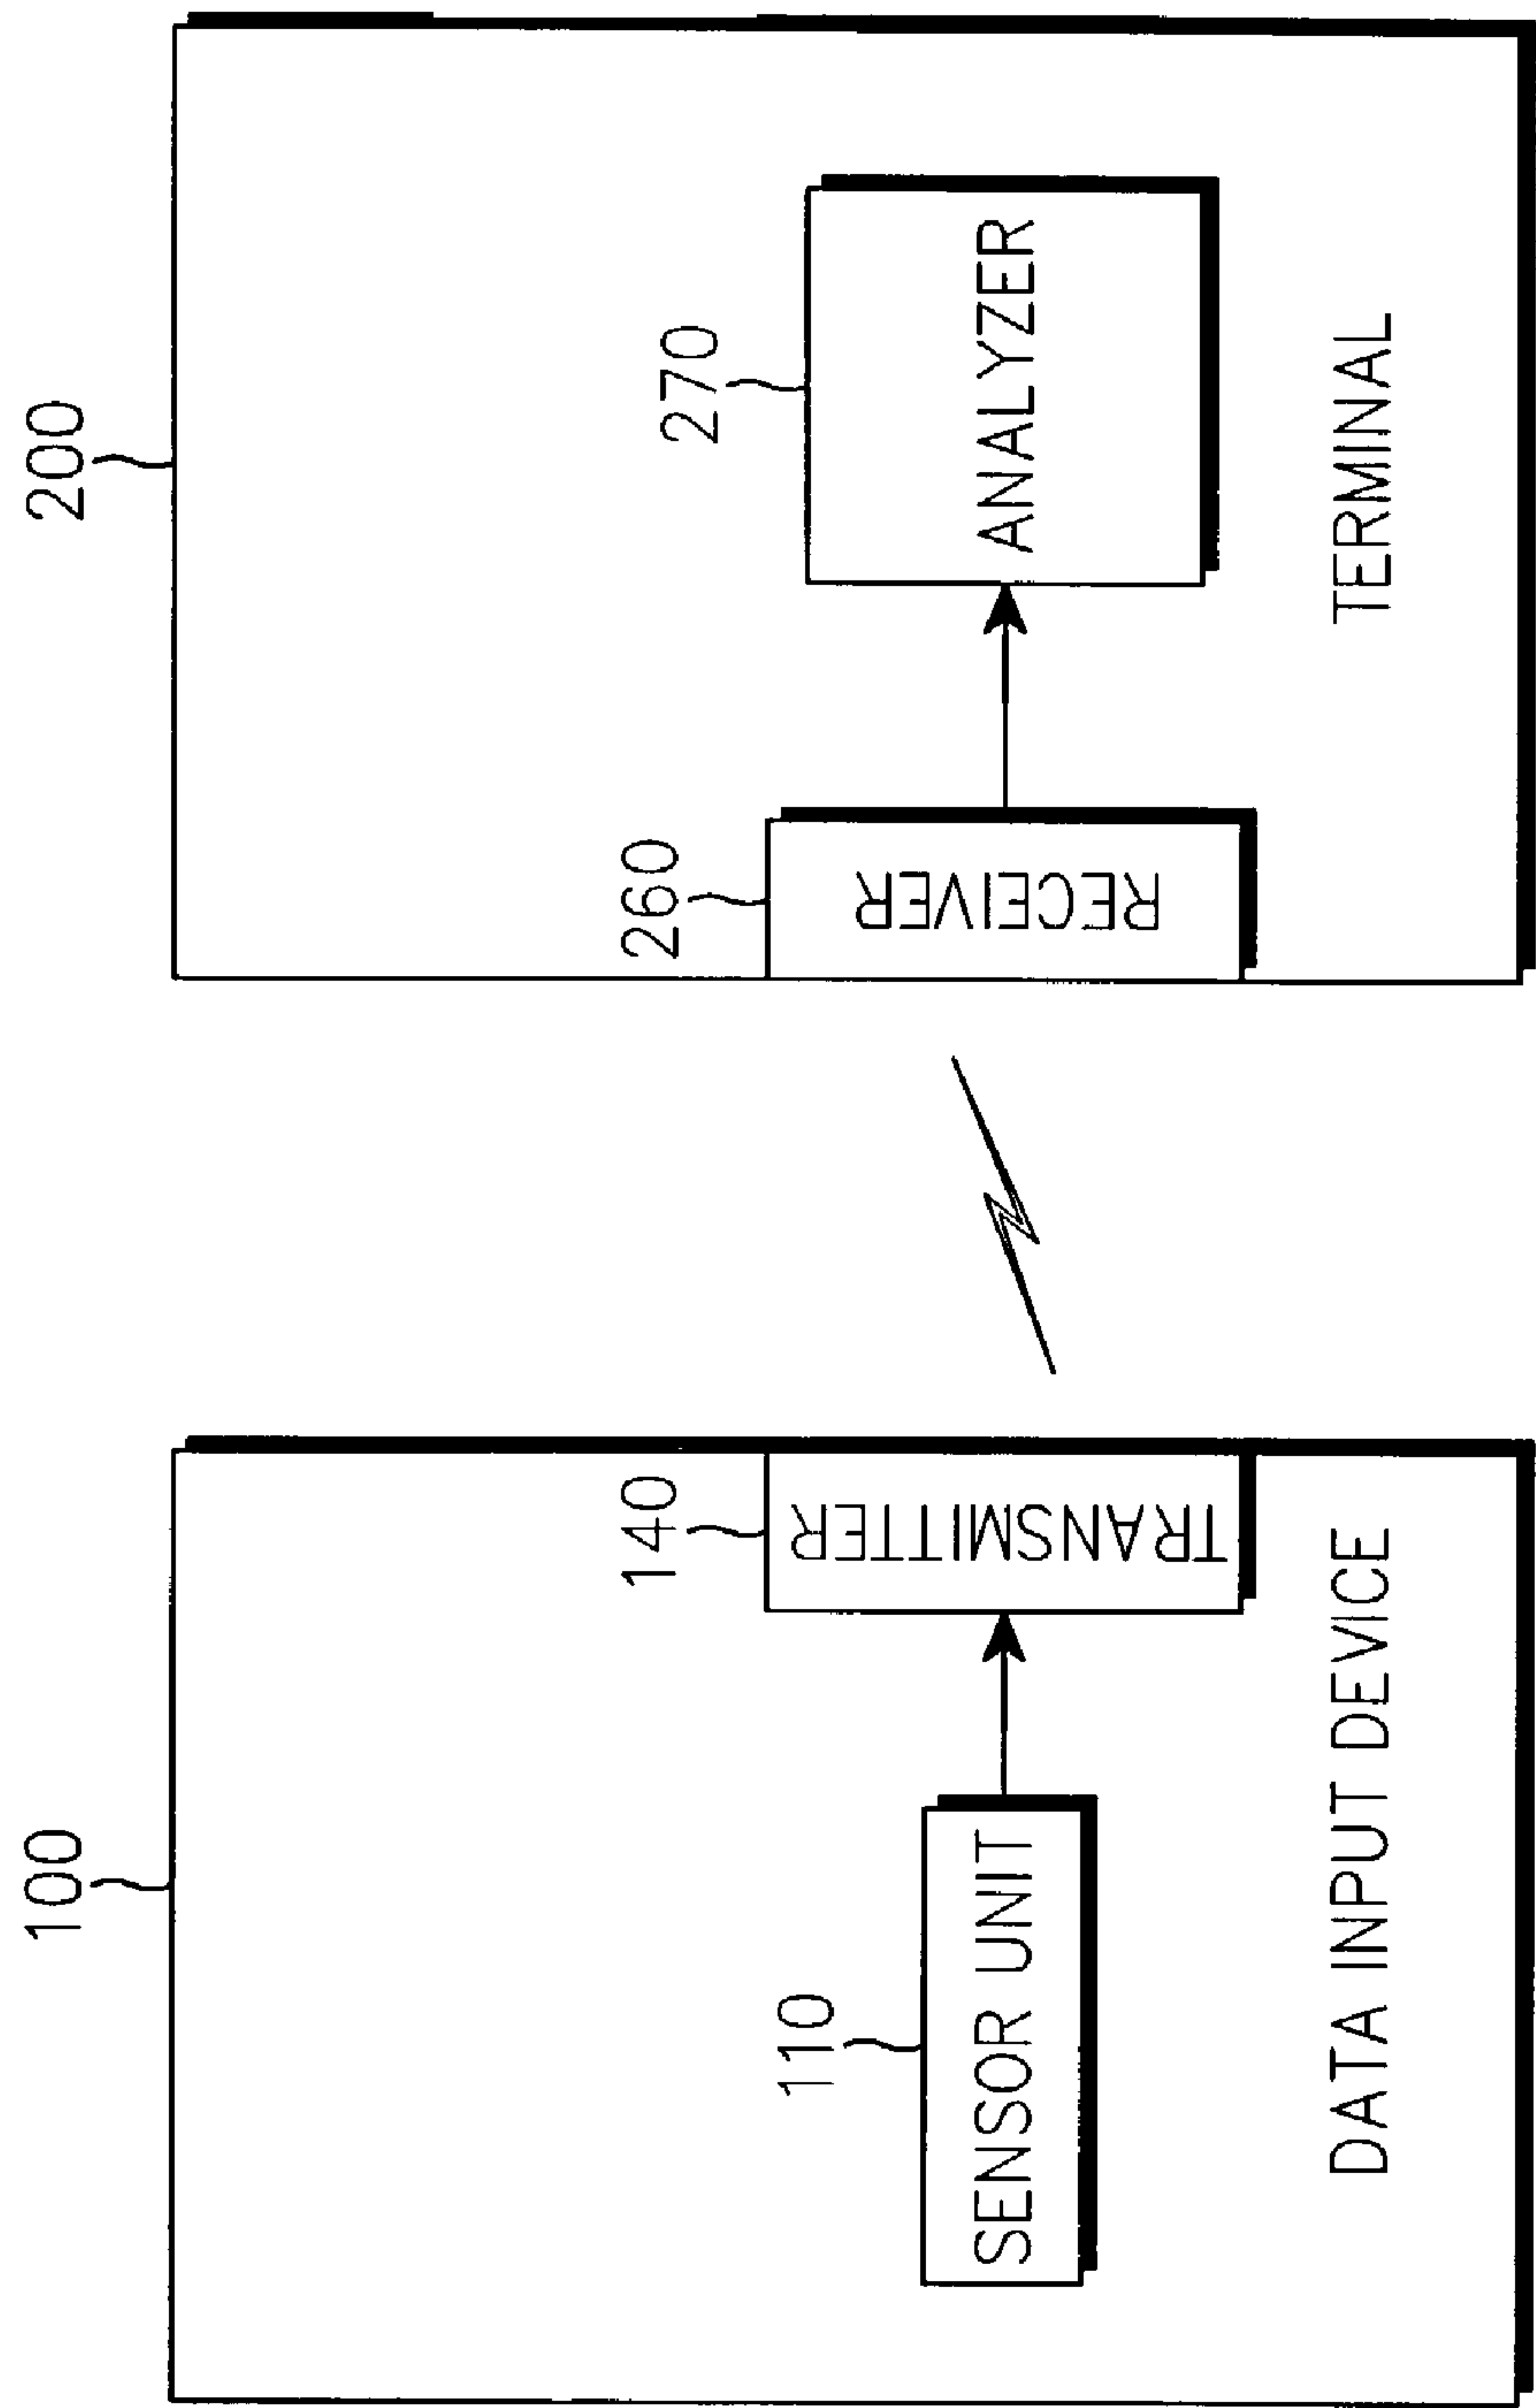 100
110
SENSOR UNIT
140
TRANSMITTER
DATA INPUT DEVICE
200
260
RECEIVER
270
ANALYZER
TERMINAL